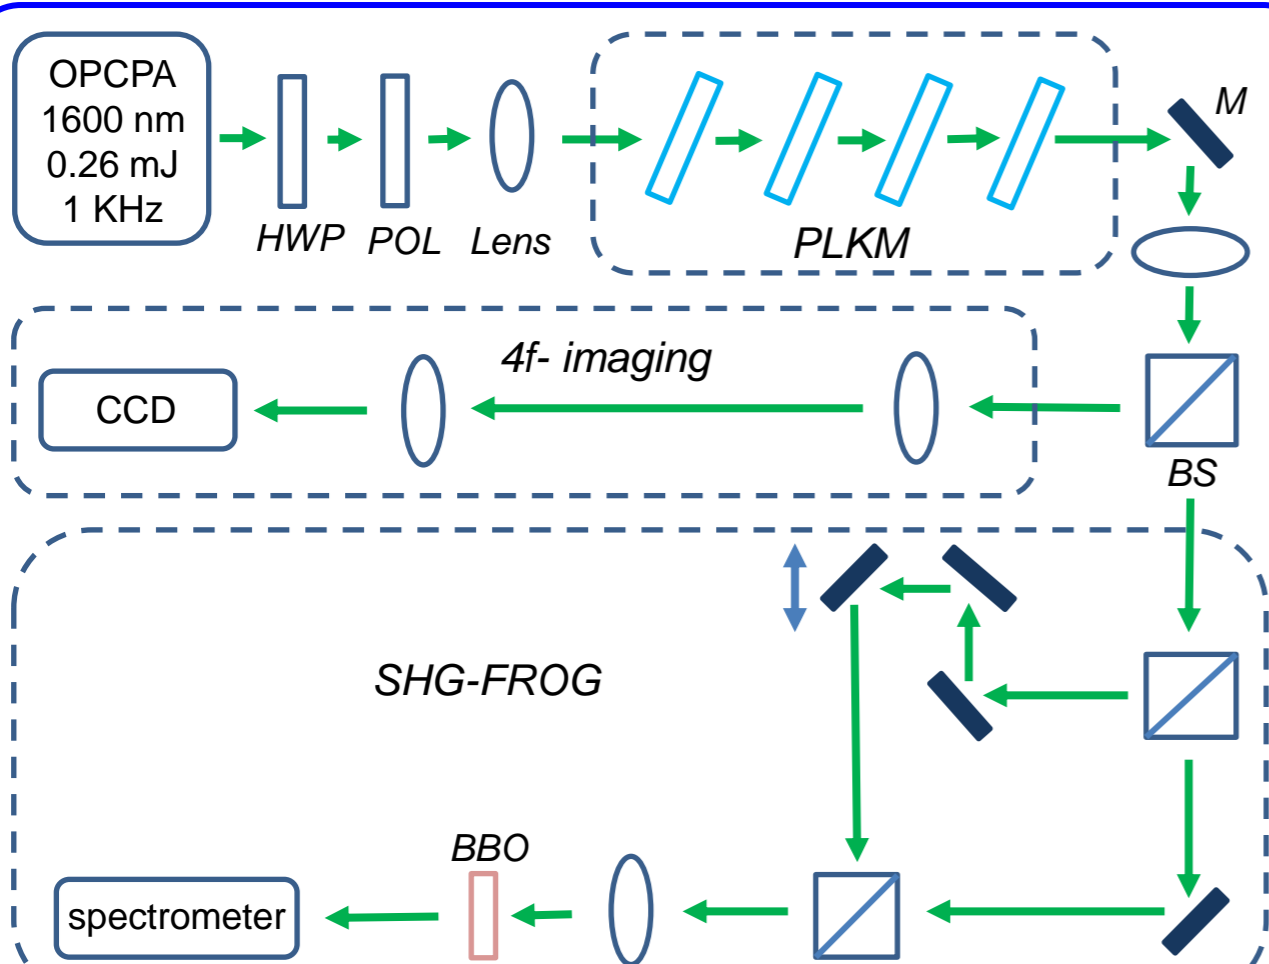 OPCPA
1600 nm
0.26 mJ
1 KHz
HWP
POL
Lens
PLKM
M
4f- imaging
CCD
BS
SHG-FROG
BBO
spectrometer